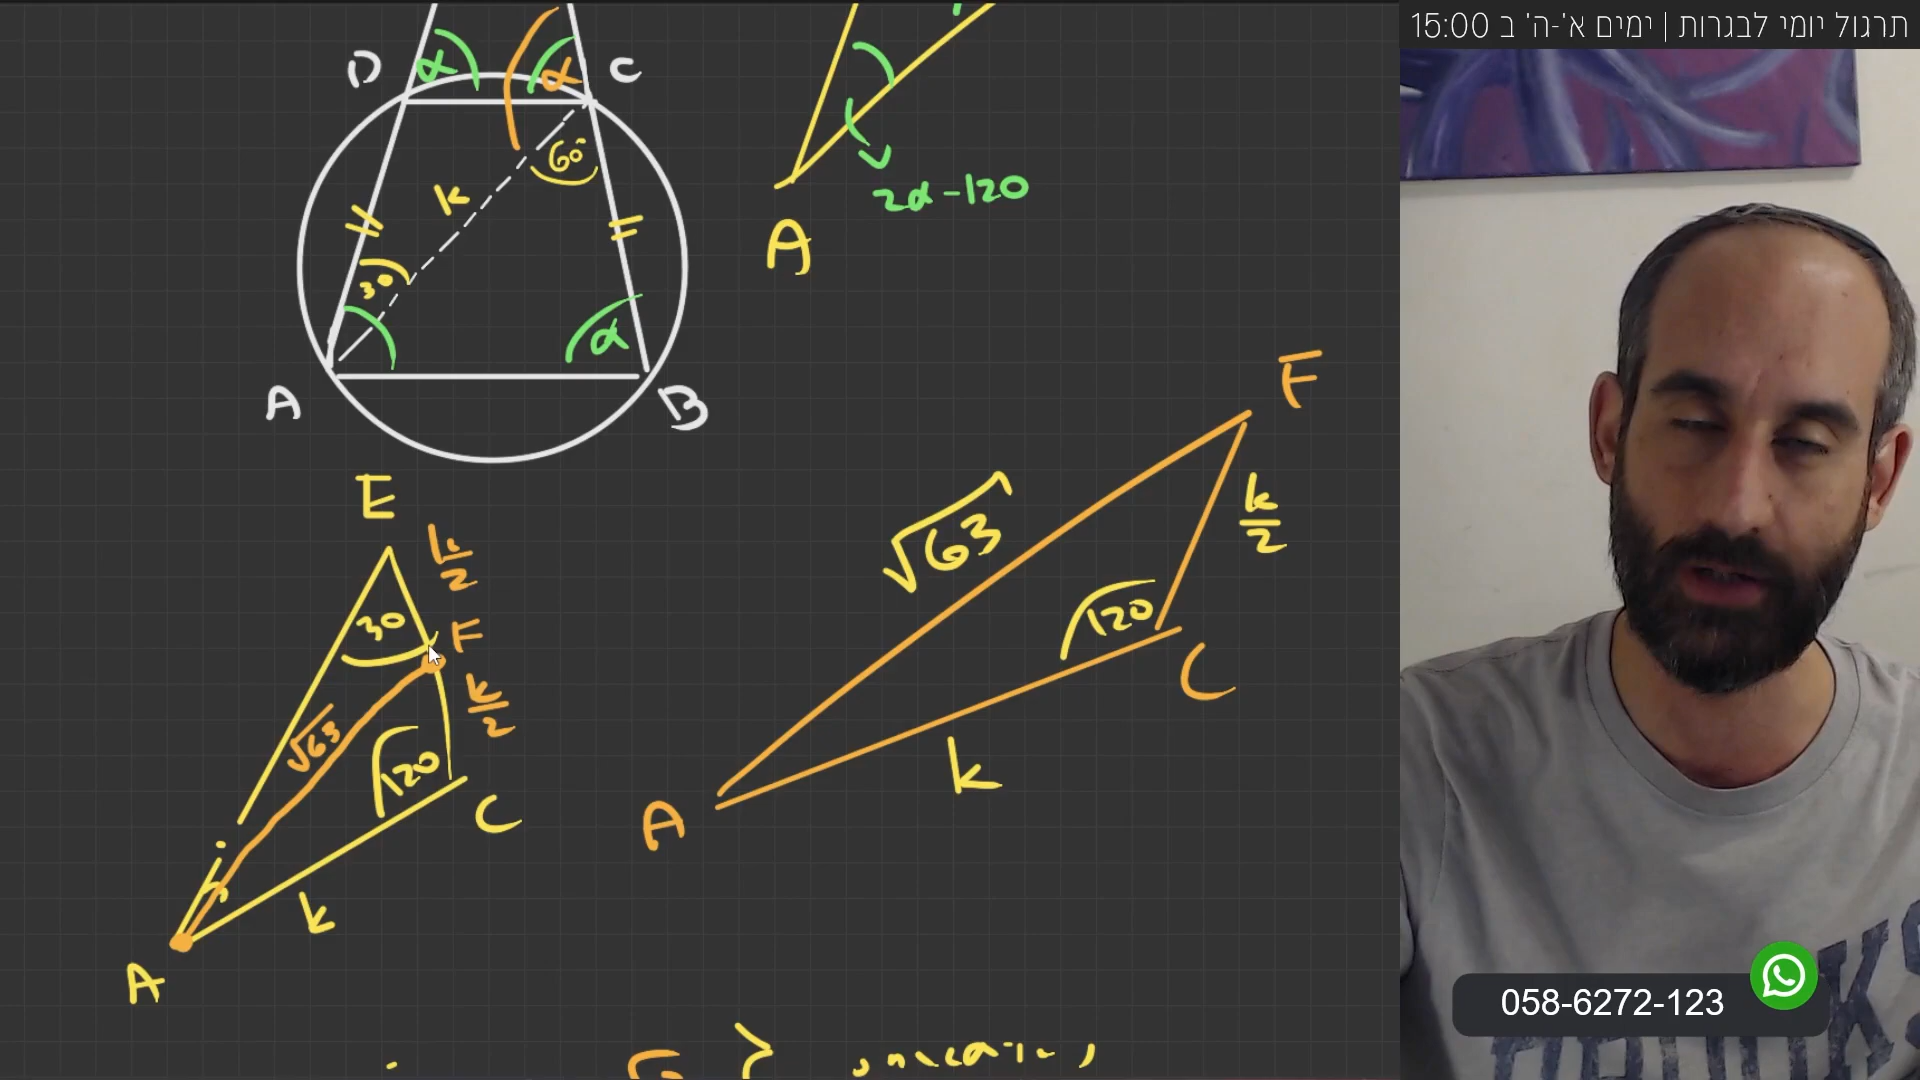 תרגול יומי לבגרות | ימים א'-ה' ב 15:00
D
α
α
C
60°
k
2α-120
30°
A
α
A
B
F
E
k/2
√63
k/2
30
F
120
k/2
√63
C
120
k
C
A
k
A
058-6272-123